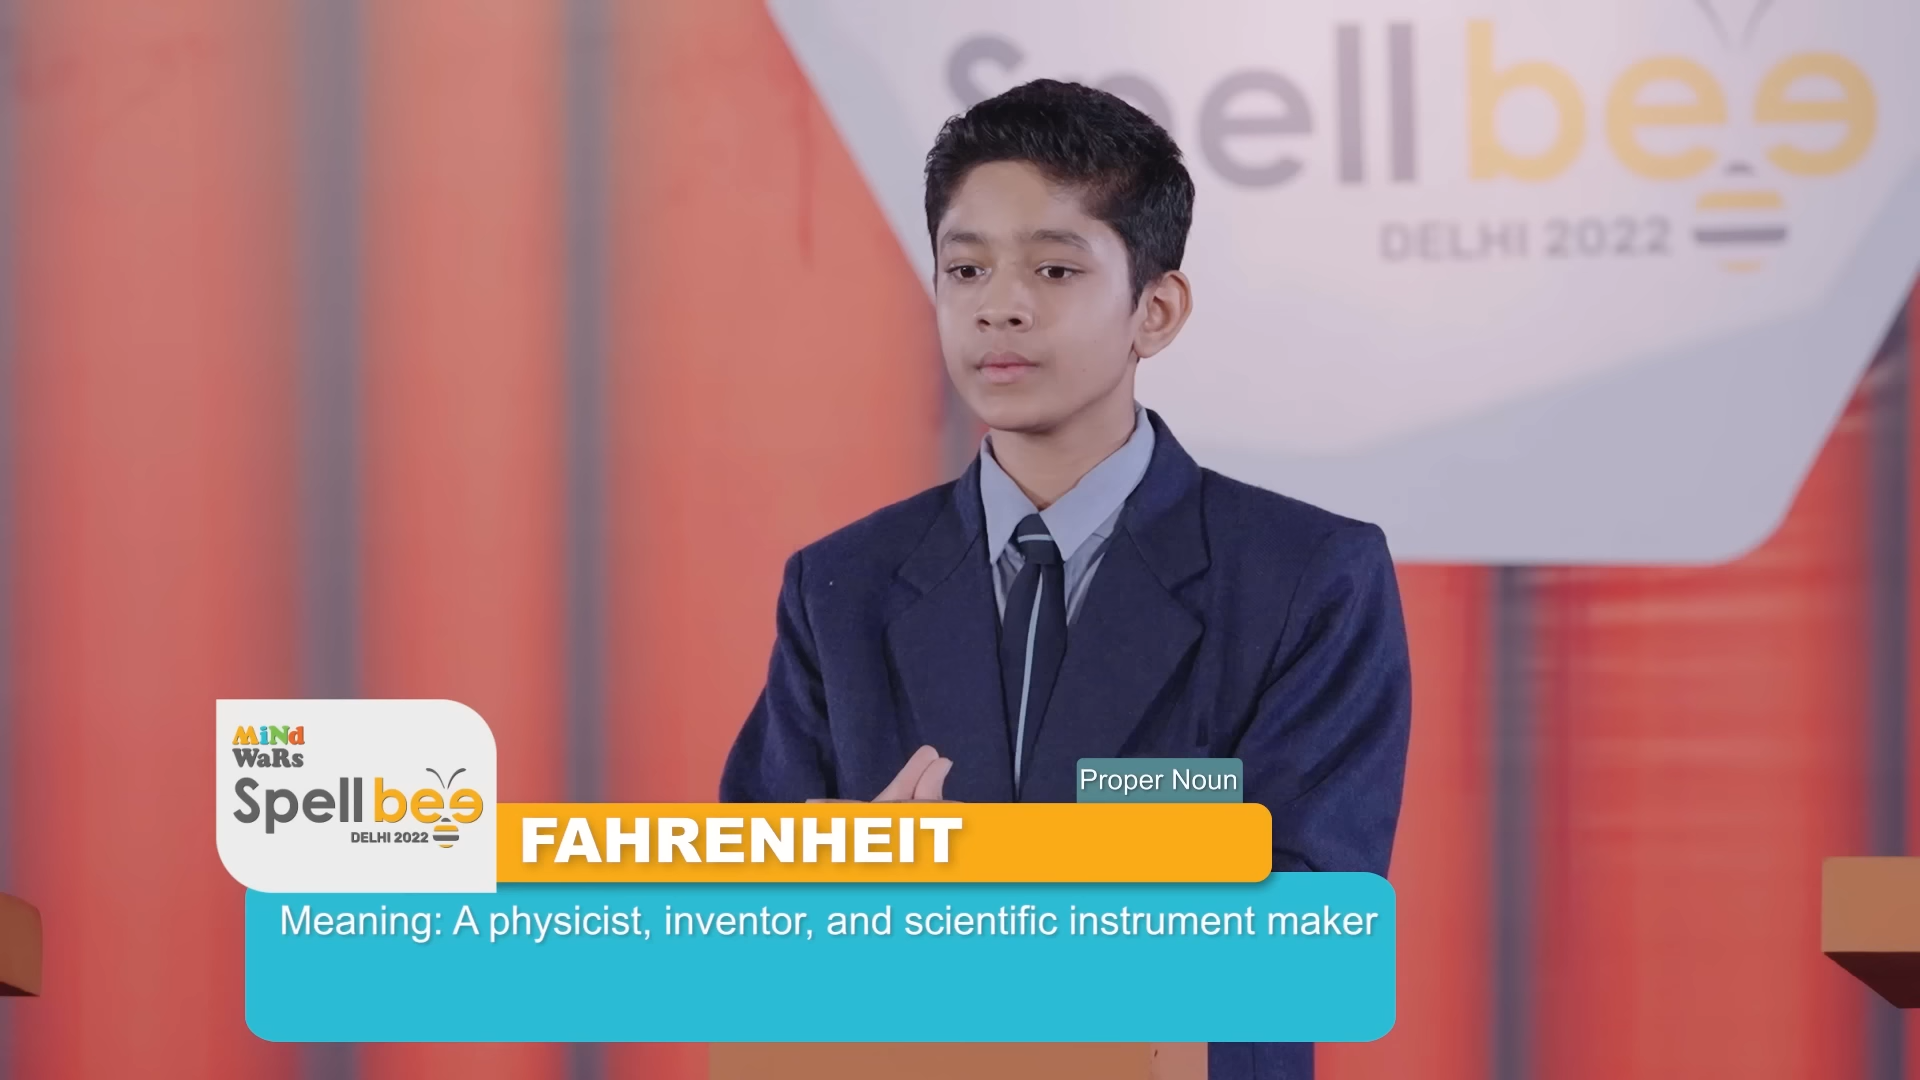 Spell bee
DELHI 2022
MiNd
WaRs
Spell bee
DELHI 2022
Proper Noun
FAHRENHEIT
Meaning: A physicist, inventor, and scientific instrument maker